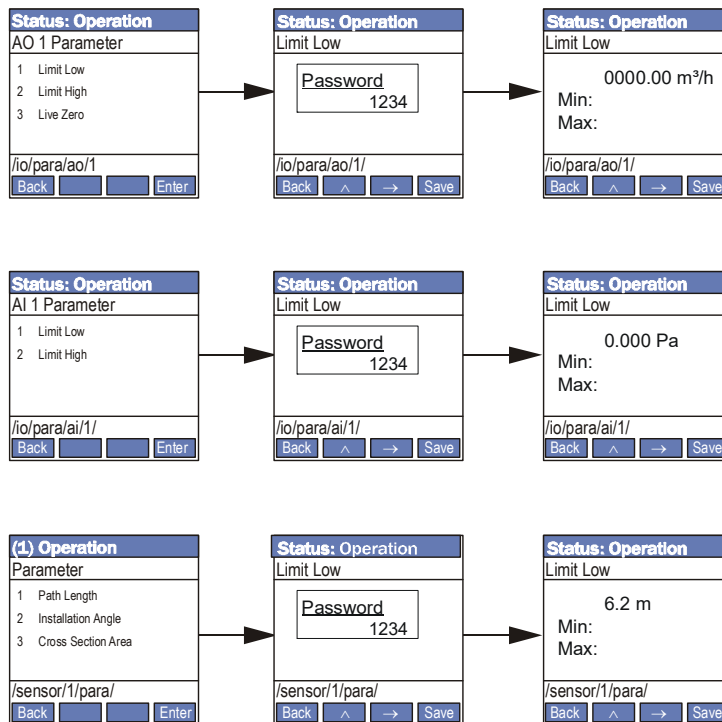 Status: Operation
AO 1 Parameter
1 Limit Low
2 Limit High
3 Live Zero
/io/para/ao/1
Back Enter
Status: Operation
Limit Low
Password
1234
/io/para/ao/1/
Back ^ → Save
Status: Operation
Limit Low
0000.00 m³/h
Min:
Max:
/io/para/ao/1/
Back ^ → Save
Status: Operation
AI 1 Parameter
1 Limit Low
2 Limit High
/io/para/ai/1/
Back Enter
Status: Operation
Limit Low
Password
1234
/io/para/ai/1/
Back ^ → Save
Status: Operation
Limit Low
0.000 Pa
Min:
Max:
/io/para/ai/1/
Back ^ → Save
(1) Operation
Parameter
1 Path Length
2 Installation Angle
3 Cross Section Area
/sensor/1/para/
Back Enter
Status: Operation
Limit Low
Password
1234
/sensor/1/para/
Back ^ → Save
Status: Operation
Limit Low
6.2 m
Min:
Max:
/sensor/1/para/
Back ^ → Save